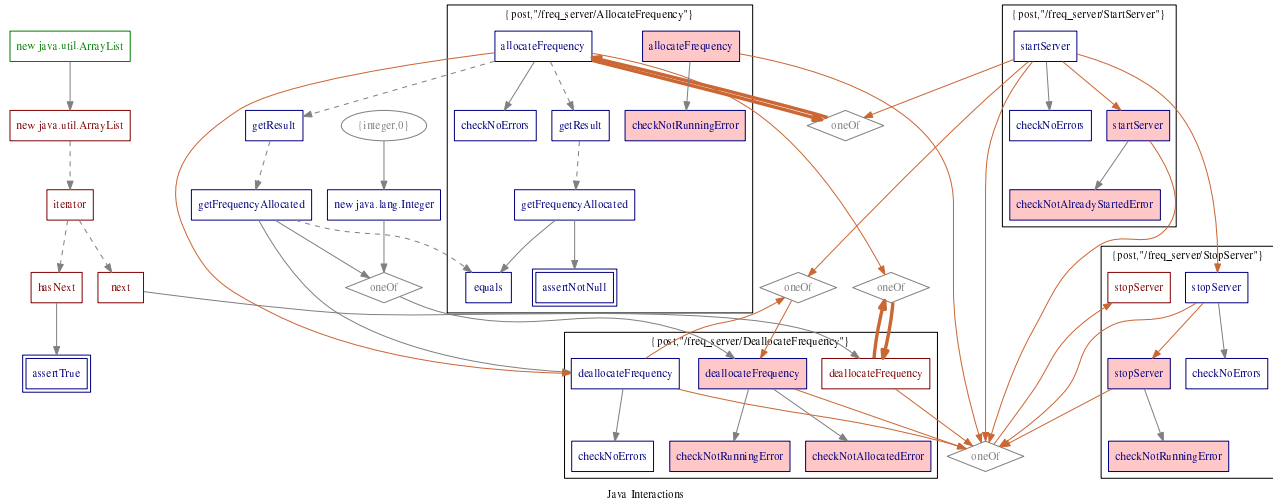 {post,"/freq_server/AllocateFrequency"}
{post,"/freq_server/StartServer"}
new java.util.ArrayList
allocateFrequency
allocateFrequency
startServer
new java.util.ArrayList
getResult
{integer,0}
checkNoErrors
getResult
checkNotRunningError
oneOf
checkNoErrors
startServer
iterator
getFrequencyAllocated
new java.lang.Integer
getFrequencyAllocated
checkNotAlreadyStartedError
{post,"/freq_server/StopServer"}
hasNext
next
oneOf
equals
assertNotNull
oneOf
oneOf
stopServer
stopServer
{post,"/freq_server/DeallocateFrequency"}
assertTrue
deallocateFrequency
deallocateFrequency
deallocateFrequency
stopServer
checkNoErrors
checkNoErrors
checkNotRunningError
checkNotAllocatedError
oneOf
checkNotRunningError
Java Interactions